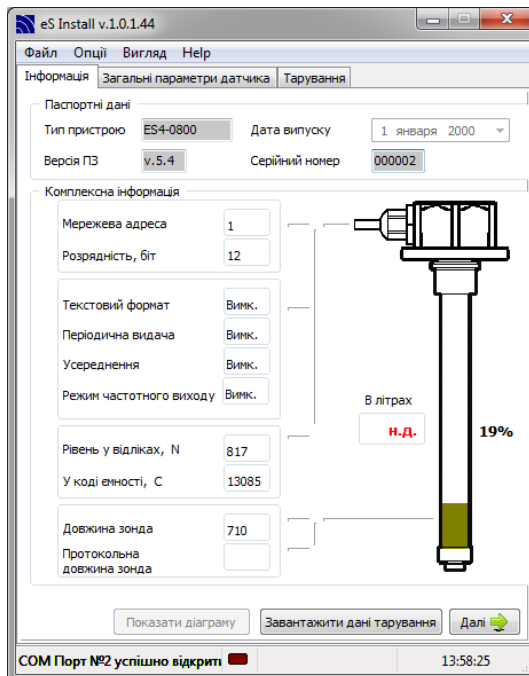 eS Install v.1.0.1.44
Файл Опції Вигляд Help
Інформація Загальні параметри датчика Тарування
Паспортні дані
Тип пристрою ES4-0800 Дата випуску 1 января 2000
Версія ПЗ v.5.4 Серійний номер 000002
Комплексна інформація
Мережева адреса 1
Розрядність, біт 12
Текстовий формат Вимк.
Періодична видача Вимк.
Усереднення Вимк.
Режим частотного виходу Вимк.
В літрах
н.д. 19%
Рівень у відліках, N 817
У коді ємності, C 13085
Довжина зонда 710
Протокольна
довжина зонда
Показати діаграму Завантажити дані тарування Далі
COM Порт №2 успішно відкрити 13:58:25